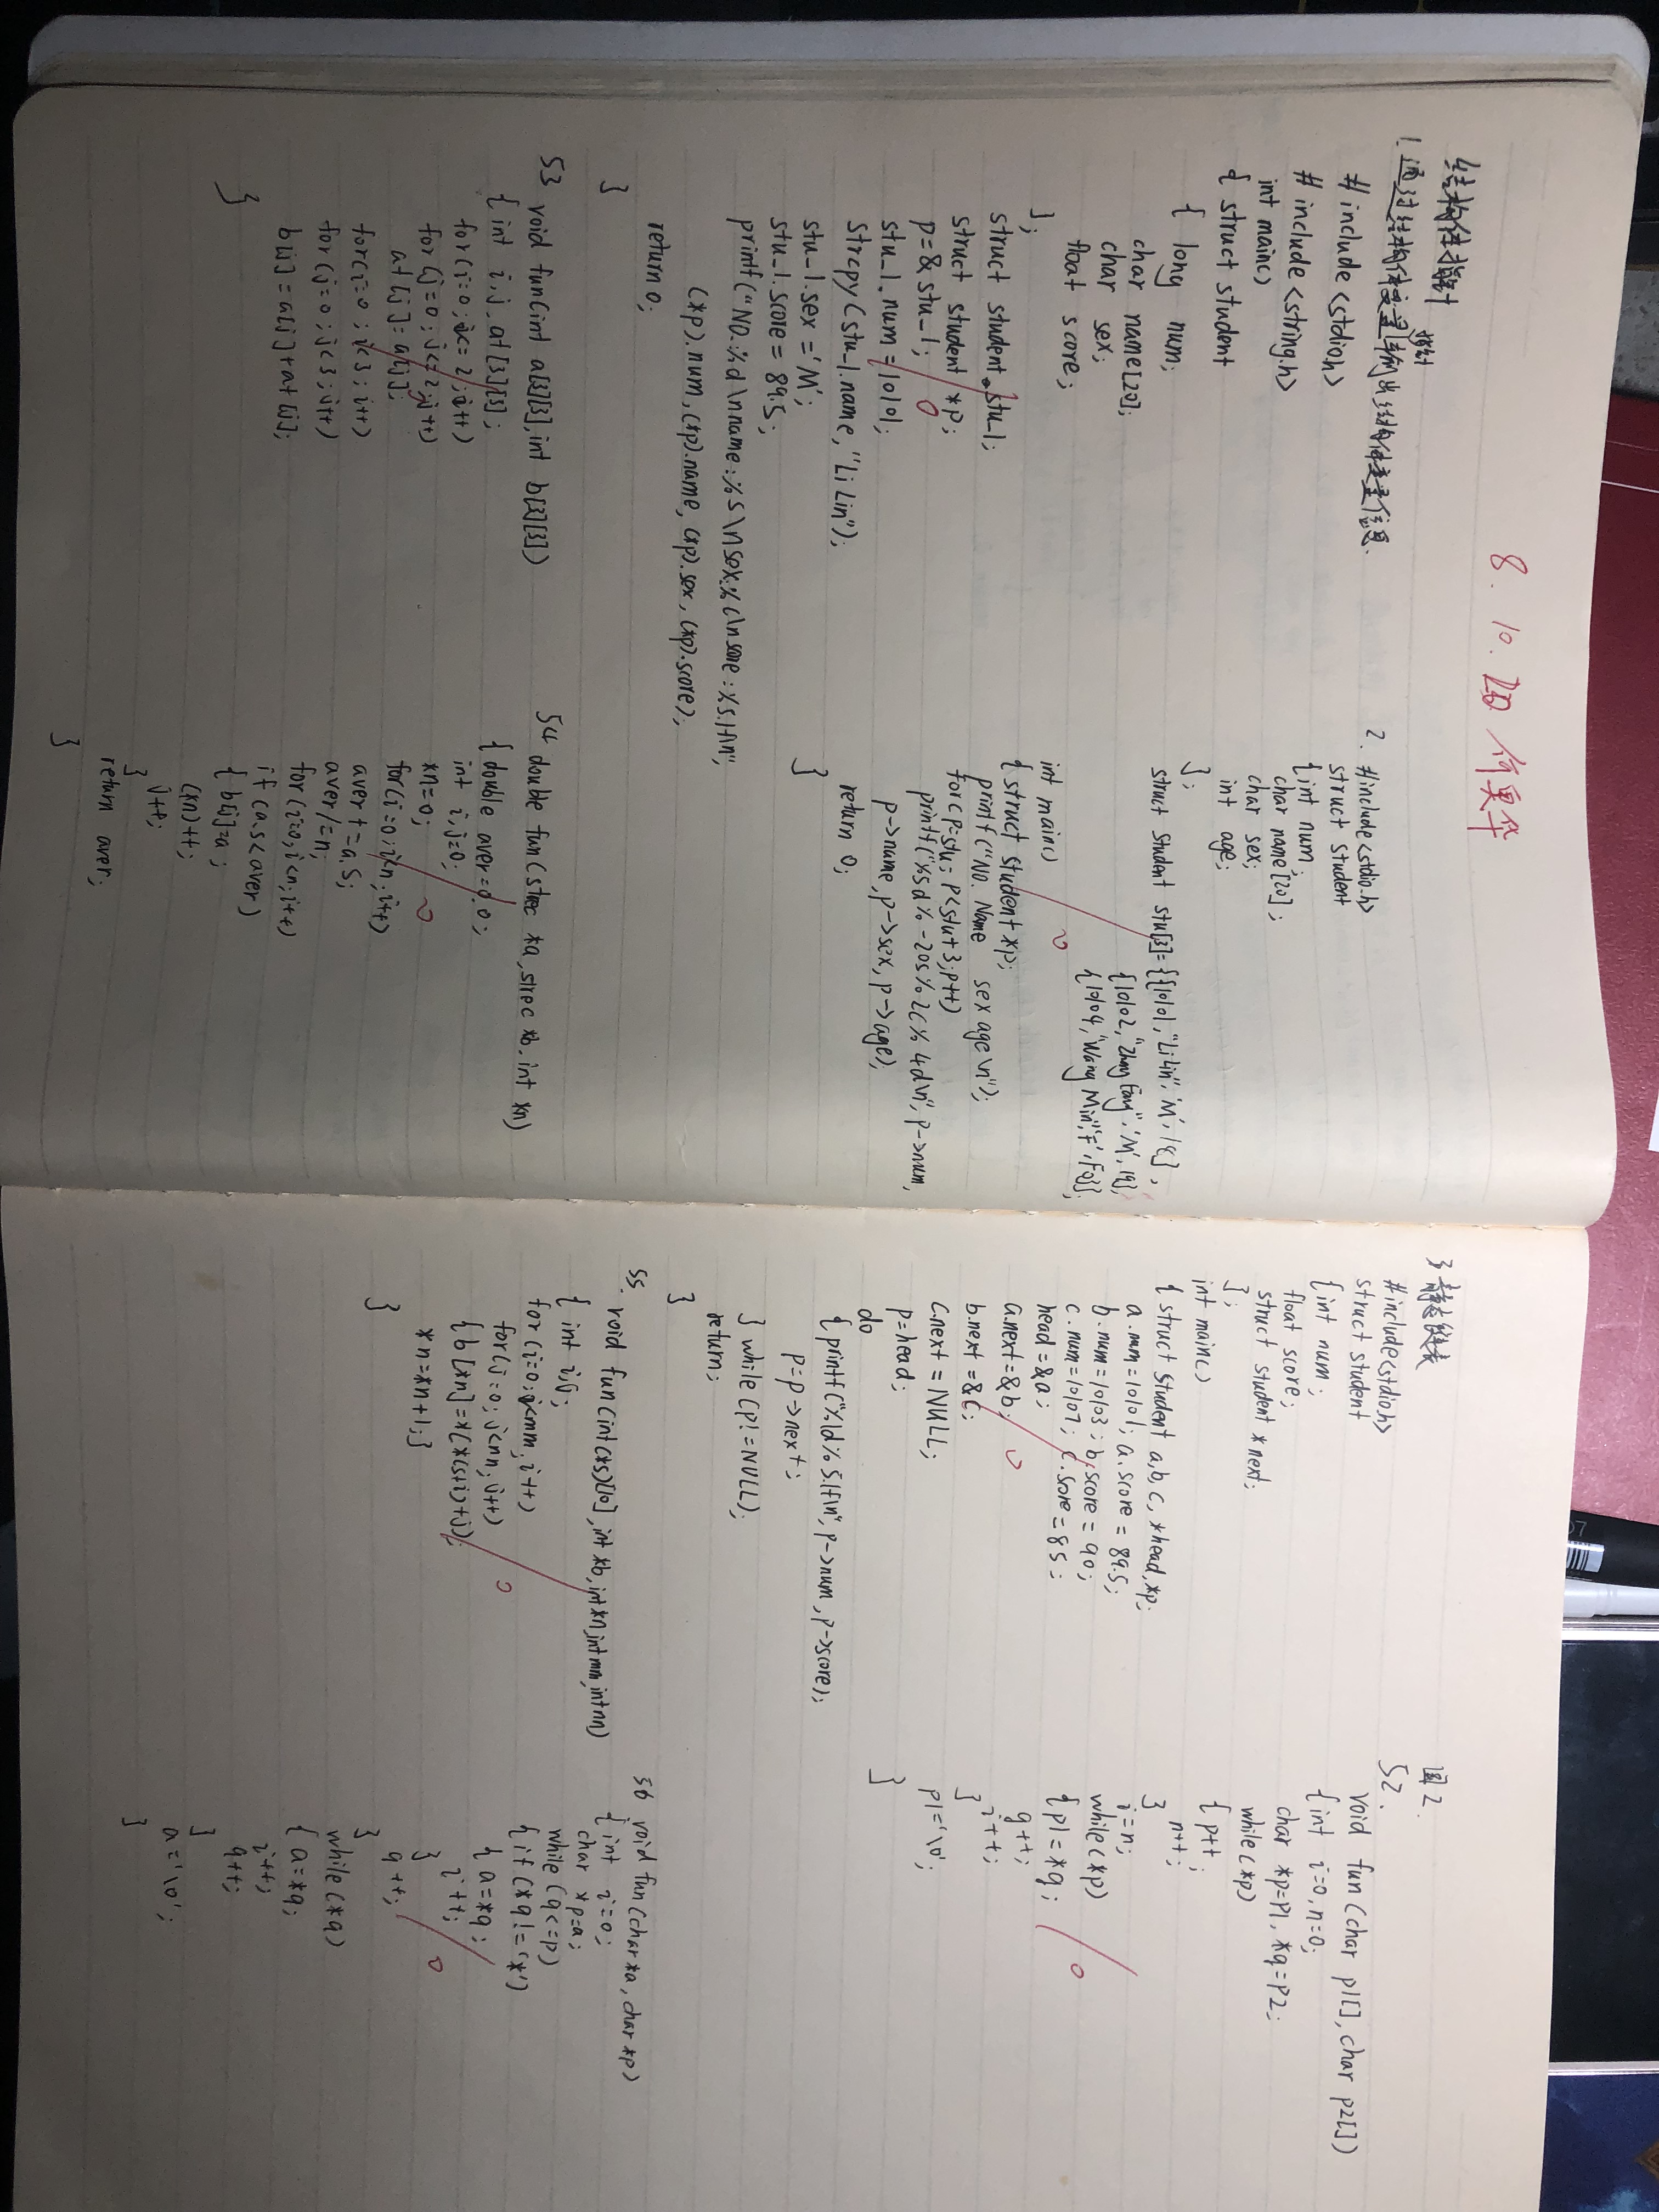 8.10.
结构体指针
1.通过结构体变量指针输出结构体变量信息.
#include<stdio.h>
#include<string.h>
int main()
{ struct student
{ long num;
char name[20];
char sex;
float score;
};
struct student stu_1;
struct student *p;
p=&stu_1;
stu_1.num=10101;
strcpy(stu_1.name,"Li Lin");
stu_1.sex='M';
stu_1.score=89.5;
printf("NO.:%d\nname:%s\nsex:%c\nsore:%5.1f\n",
(*p).num,(*p).name,(*p).sex,(*p).score);
return 0;
}
53 void fun(int a[3][3],int b[3][3])
{ int i,j,at[3][3];
for(i=0;i<=2;i++)
for(j=0;j<=2;j++)
at[i][j]=a[i][j];
for(i=0;i<3;i++)
for(j=0;j<3;j++)
b[i][j]=a[i][j]+at[i][j];
}
2. #include<stdio.h>
struct student
{int num;
char name[20];
char sex;
int age;
};
struct student stu[3]={{10101,"Li Lin",'M',18},
{10102,"Zhang Fang",'M',19},
{10104,"Wang Min",'F',20}};
int main()
{ struct student *p;
printf("NO. Name sex age\n");
for(p=stu;p<stu+3;p++)
printf("%5d%-20s%2c%4d\n",p->num,
p->name,p->sex,p->age);
return 0;
}
54 double fun(strec *a,strec *b,int *n)
{double aver=0.0;
int i,j=0;
*n=0;
for(i=0;i<n;i++)
aver+=a.s;
aver/=n;
for(i=0;i<n;i++)
if(a.s<aver)
{ b[j]=a;
(*n)++;
j++;
}
return aver;
}
3 静态链表
#include<stdio.h>
struct student
{int num;
float score;
struct student *next;
};
int main()
{ struct student a,b,c,*head,*p;
a.num=10101;a.score=89.5;
b.num=10103;b.score=90;
c.num=10107;c.score=85;
head=&a;
a.next=&b;
b.next=&c;
c.next=NULL;
p=head;
do
{printf("%ld%5.1f\n",p->num,p->score);
p=p->next;
} while(p!=NULL);
return;
}
55. void fun(int(*s)[10],int *b,int *n,int mm,int nn)
{ int i,j;
for(i=0;i<mm;i++)
for(j=0;j<nn;j++)
{b[*n]=*(*(s+i)+j);
*n=*n+1;}
}
52.
void fun(char p1[],char p2[])
{int i=0,n=0;
char *p=p1,*q=p2;
while(*p)
{p++;
n++;
}
i=n;
while(*p)
{p1=*q;
q++;
i++;
}
p1='\0';
}
56 void fun(char *a,char *p)
{int i=0;
char *p=a;
while(q<=p)
{if(*q!='*')
{a=*q;
i++;
}
q++;
}
while(*q)
{a=*q;
i++;
q++;
}
a='\0';
}